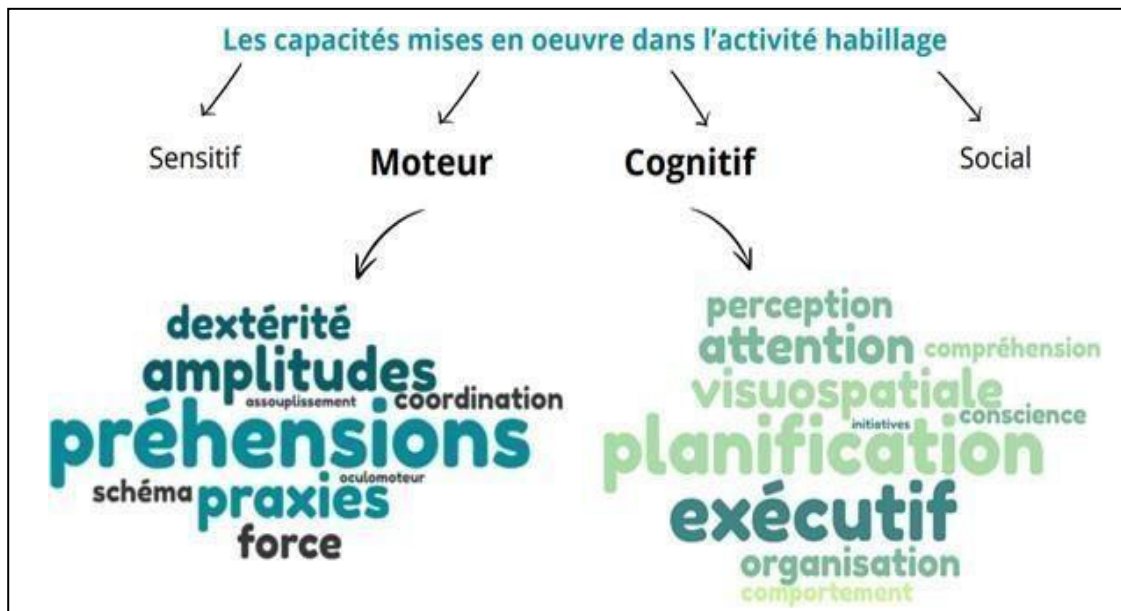 Les capacités mises en oeuvre dans l'activité habillage
Sensitif
Moteur
Cognitif
Social
dextérité
amplitudes
assouplissement
coordination
préhensions
oculomoteur
schéma
praxies
force
perception
attention
compréhension
visuospatiale
initiatives
conscience
planification
exécutif
organisation
comportement